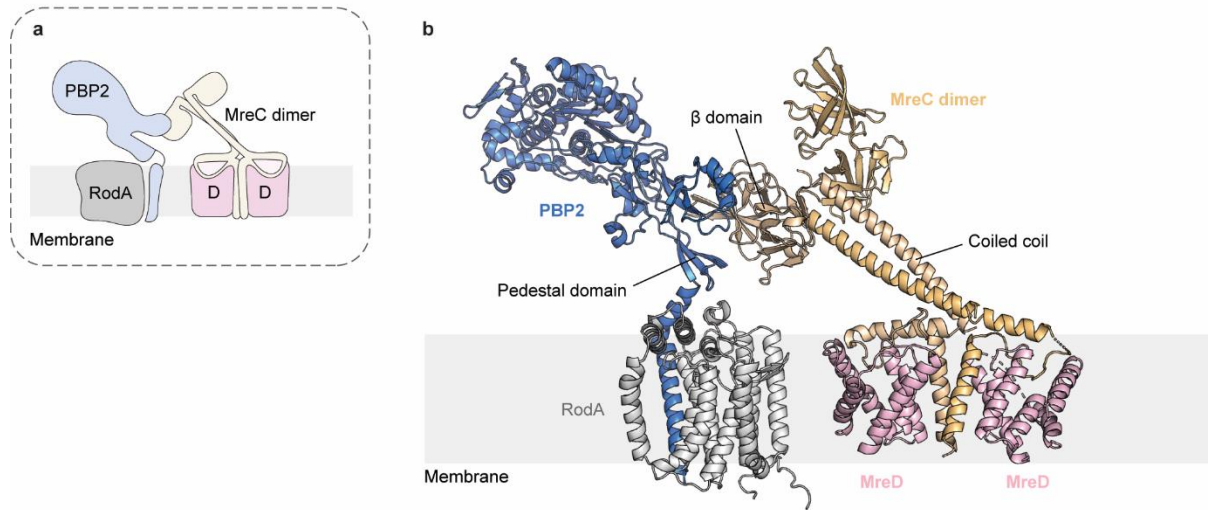 a
PBP2
MreC dimer
RodA
D
D
Membrane
b
MreC dimer
β domain
PBP2
Coiled coil
Pedestal domain
RodA
Membrane
MreD
MreD